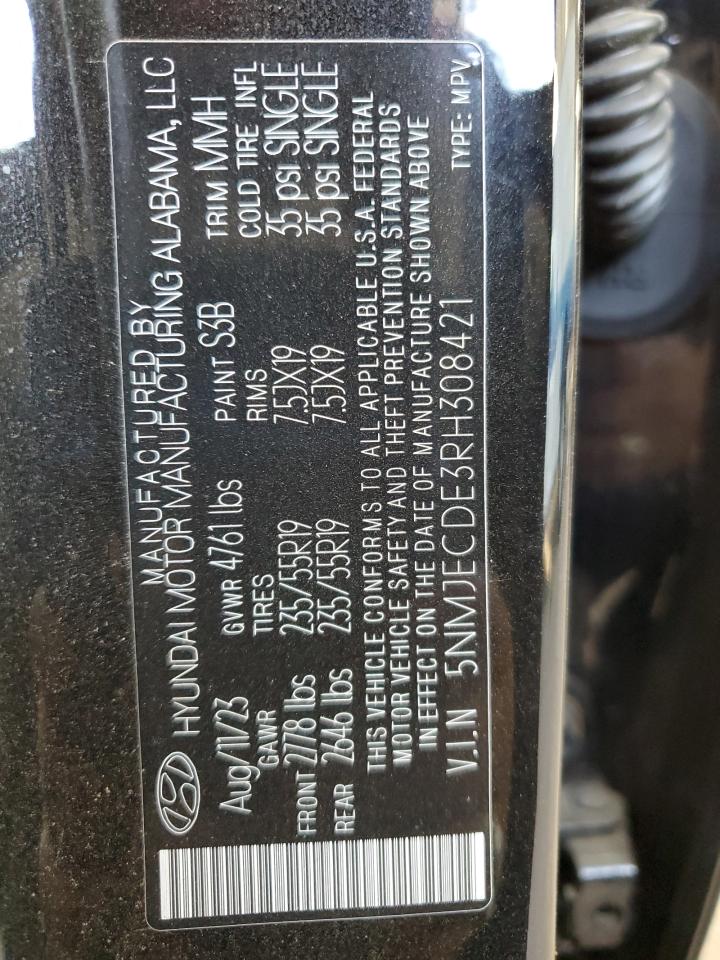 MANUFACTURED BY
HYUNDAI MOTOR MANUFACTURING ALABAMA, LLC
Aug/17/23 GVWR 4761 lbs PAINT S3B TRIM MMH
GAWR TIRES RIMS COLD TIRE INFL
FRONT 2778 lbs 235/55R19 7.5JX19 35 psi SINGLE
REAR 2646 lbs 235/55R19 7.5JX19 35 psi SINGLE
THIS VEHICLE CONFORMS TO ALL APPLICABLE U.S.A. FEDERAL
MOTOR VEHICLE SAFETY AND THEFT PREVENTION STANDARDS
IN EFFECT ON THE DATE OF MANUFACTURE SHOWN ABOVE
V.I.N 5NMJECDE3RH308421 TYPE: MPV